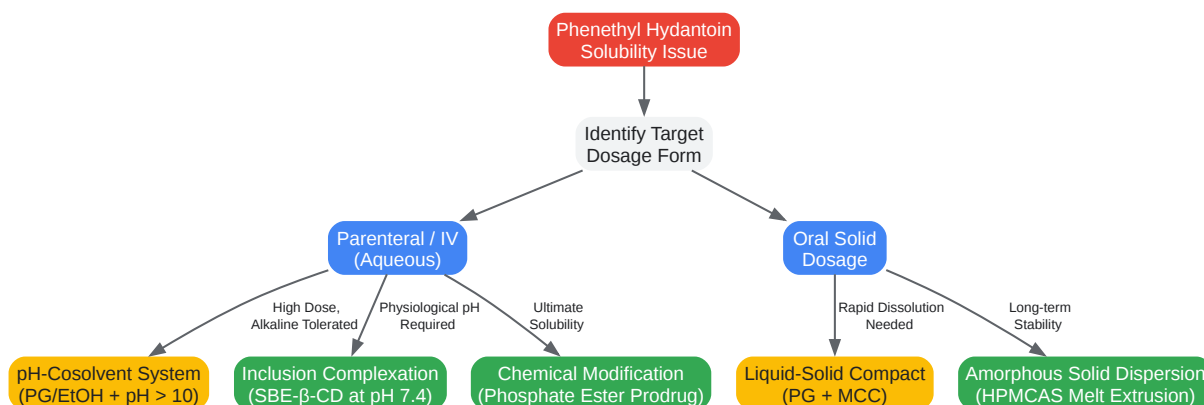 Phenethyl Hydantoin
Solubility Issue
Identify Target
Dosage Form
Parenteral / IV
(Aqueous)
Oral Solid
Dosage
High Dose,
Alkaline Tolerated
Physiological pH
Required
Ultimate
Solubility
Rapid Dissolution
Needed
Long-term
Stability
pH-Cosolvent System
(PG/EtOH + pH > 10)
Inclusion Complexation
(SBE-β-CD at pH 7.4)
Chemical Modification
(Phosphate Ester Prodrug)
Liquid-Solid Compact
(PG + MCC)
Amorphous Solid Dispersion
(HPMCAS Melt Extrusion)